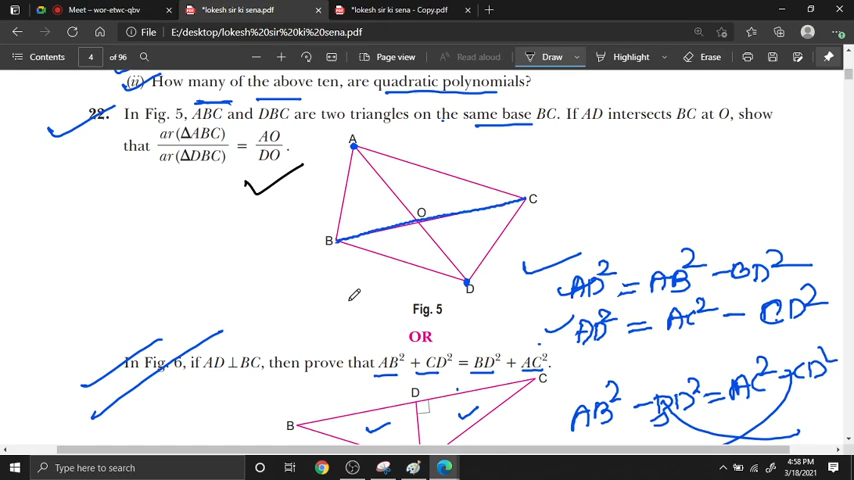 Meet – wor-etwc-qbv
*lokesh sir ki sena.pdf
*lokesh sir ki sena - Copy.pdf
File
E:/desktop/lokesh%20sir%20ki%20sena.pdf
Contents
4
of 96
Page view
Read aloud
Draw
Highlight
Erase
(ii) How many of the above ten, are quadratic polynomials?
22. In Fig. 5, ABC and DBC are two triangles on the same base BC. If AD intersects BC at O, show
that ar(ΔABC) / ar(ΔDBC) = AO / DO .
A
C
O
B
D
Fig. 5
AD² = AB² - BD²
AD² = AC² - CD²
OR
In Fig. 6, if AD ⊥ BC, then prove that AB² + CD² = BD² + AC².
AB² - BD² = AC² - CD²
C
D
B
Type here to search
4:58 PM
3/18/2021